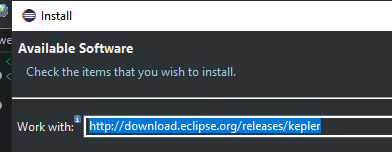 Install
Available Software
Check the items that you wish to install.
Work with: http://download.eclipse.org/releases/kepler